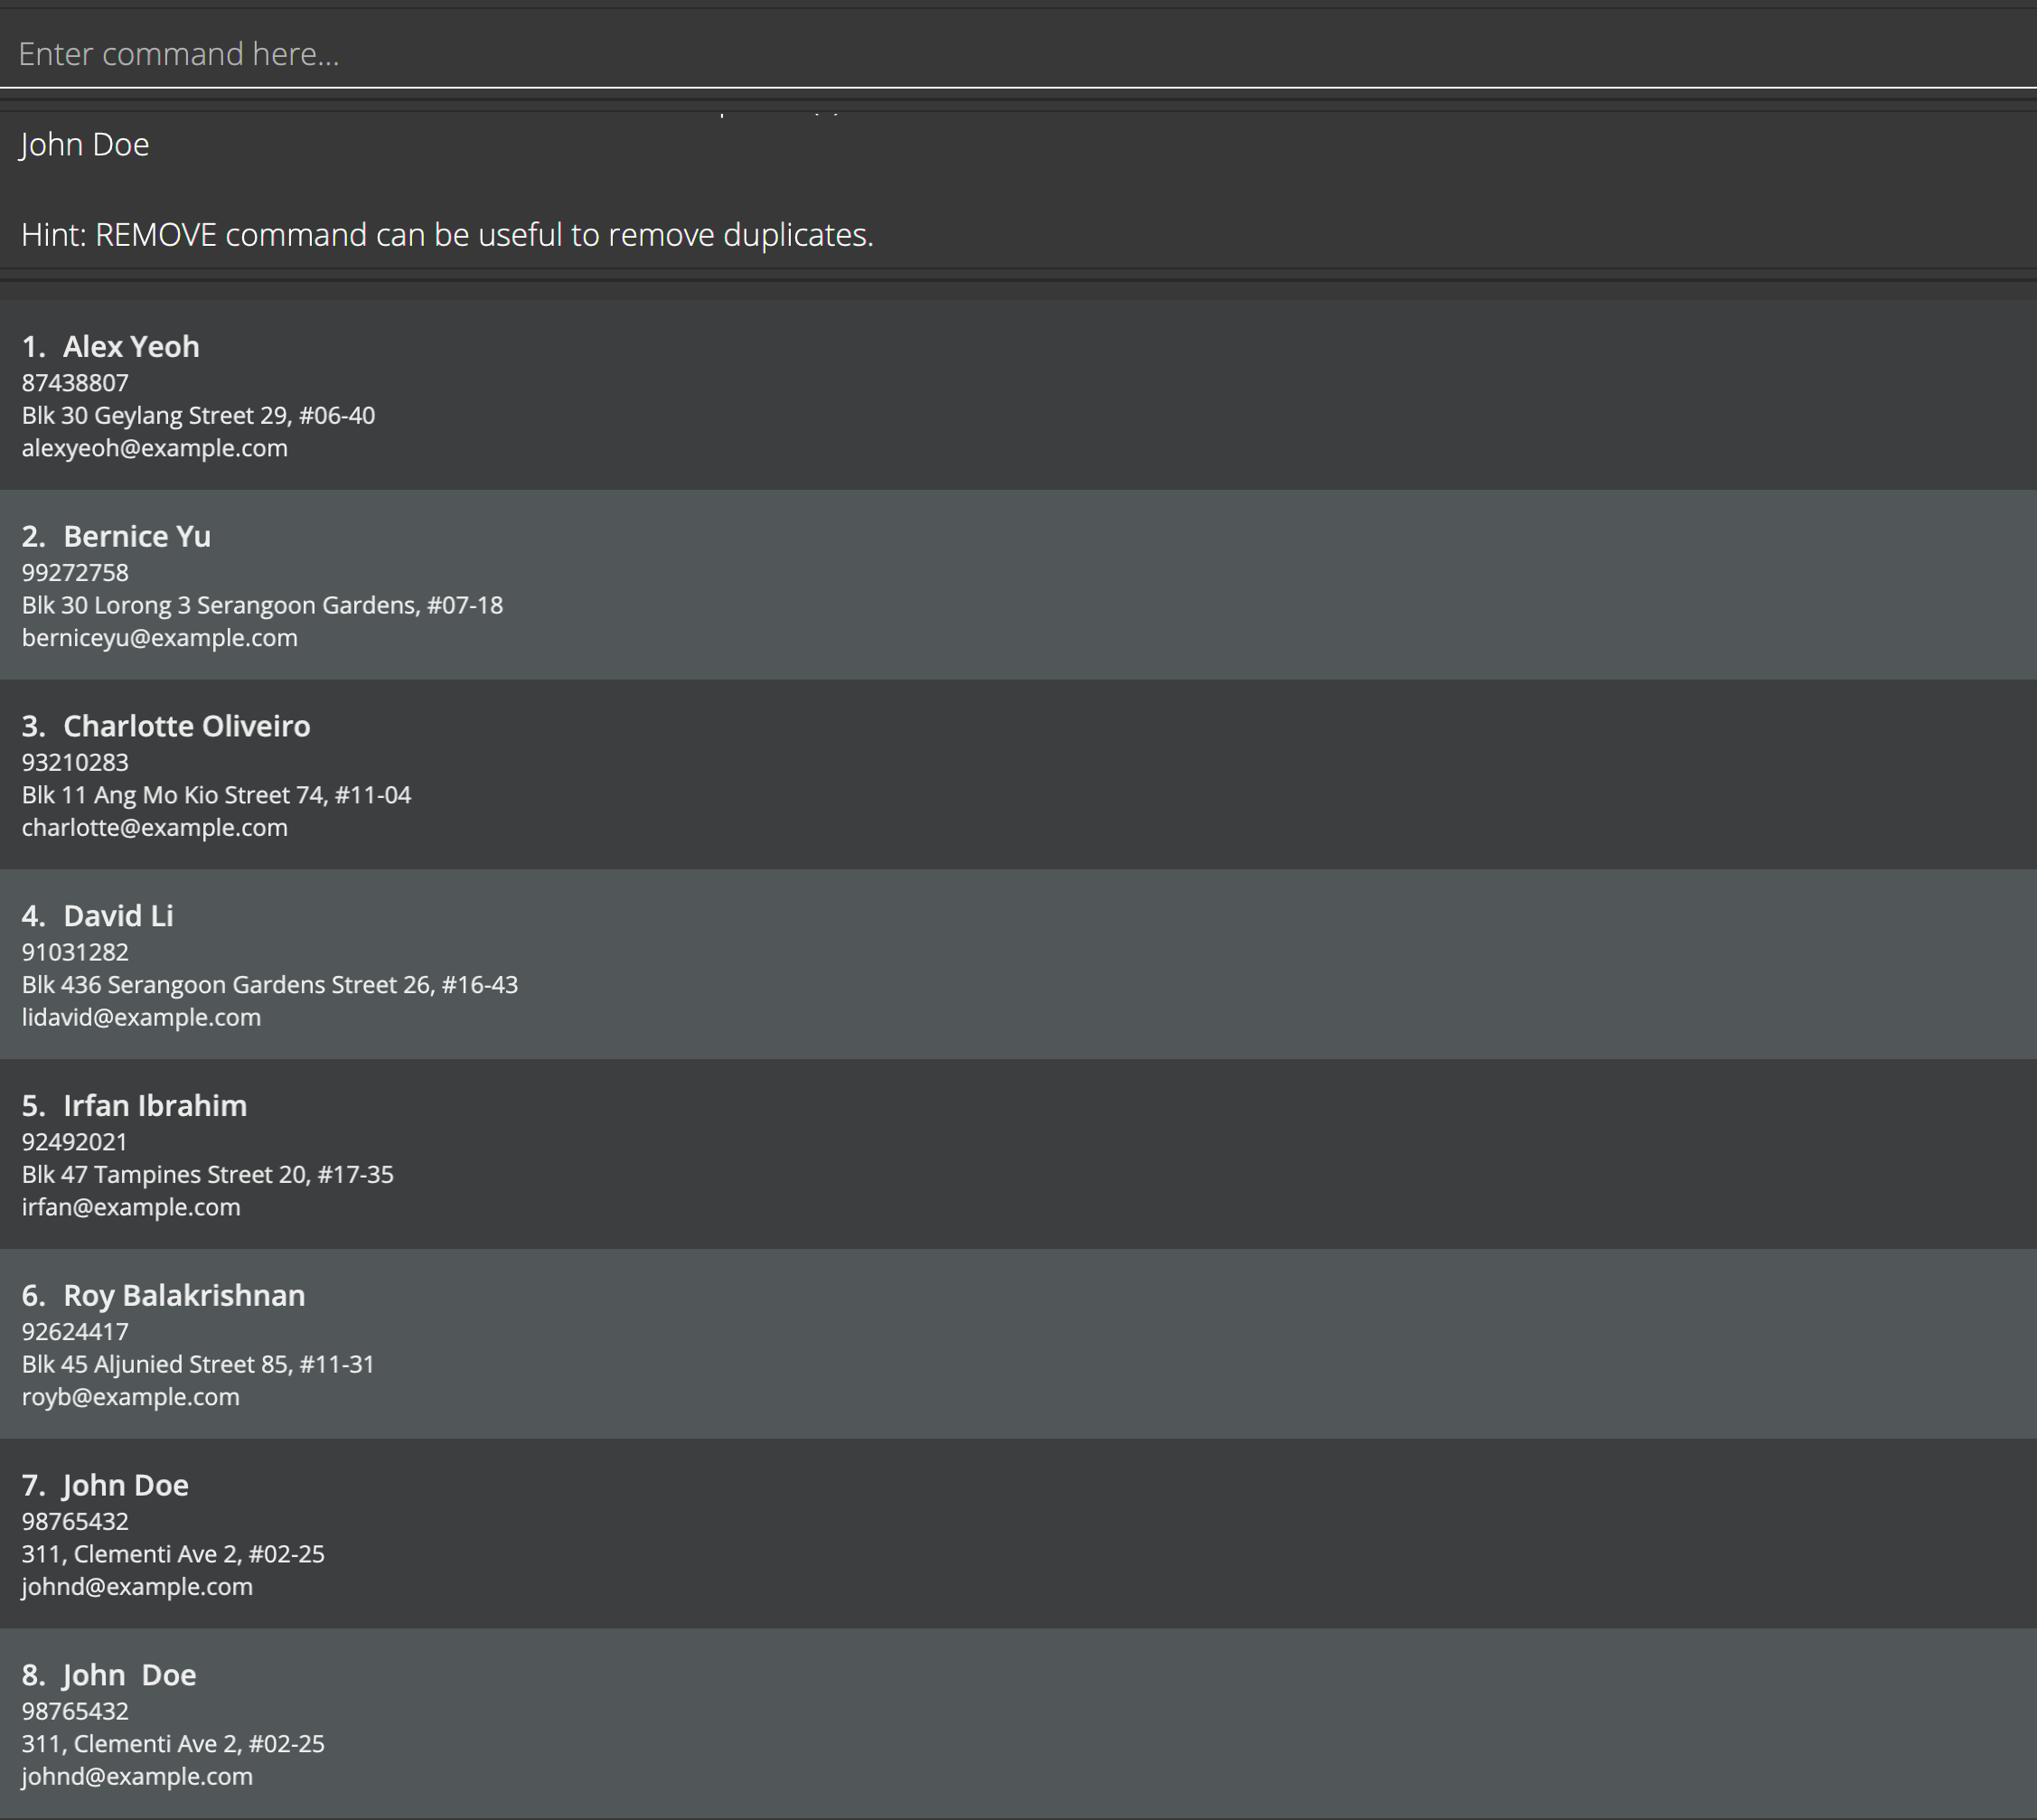 Enter command here...
John Doe
Hint: REMOVE command can be useful to remove duplicates.
1. Alex Yeoh
87438807
Blk 30 Geylang Street 29, #06-40
alexyeoh@example.com
2. Bernice Yu
99272758
Blk 30 Lorong 3 Serangoon Gardens, #07-18
berniceyu@example.com
3. Charlotte Oliveiro
93210283
Blk 11 Ang Mo Kio Street 74, #11-04
charlotte@example.com
4. David Li
91031282
Blk 436 Serangoon Gardens Street 26, #16-43
lidavid@example.com
5. Irfan Ibrahim
92492021
Blk 47 Tampines Street 20, #17-35
irfan@example.com
6. Roy Balakrishnan
92624417
Blk 45 Aljunied Street 85, #11-31
royb@example.com
7. John Doe
98765432
311, Clementi Ave 2, #02-25
johnd@example.com
8. John  Doe
98765432
311, Clementi Ave 2, #02-25
johnd@example.com